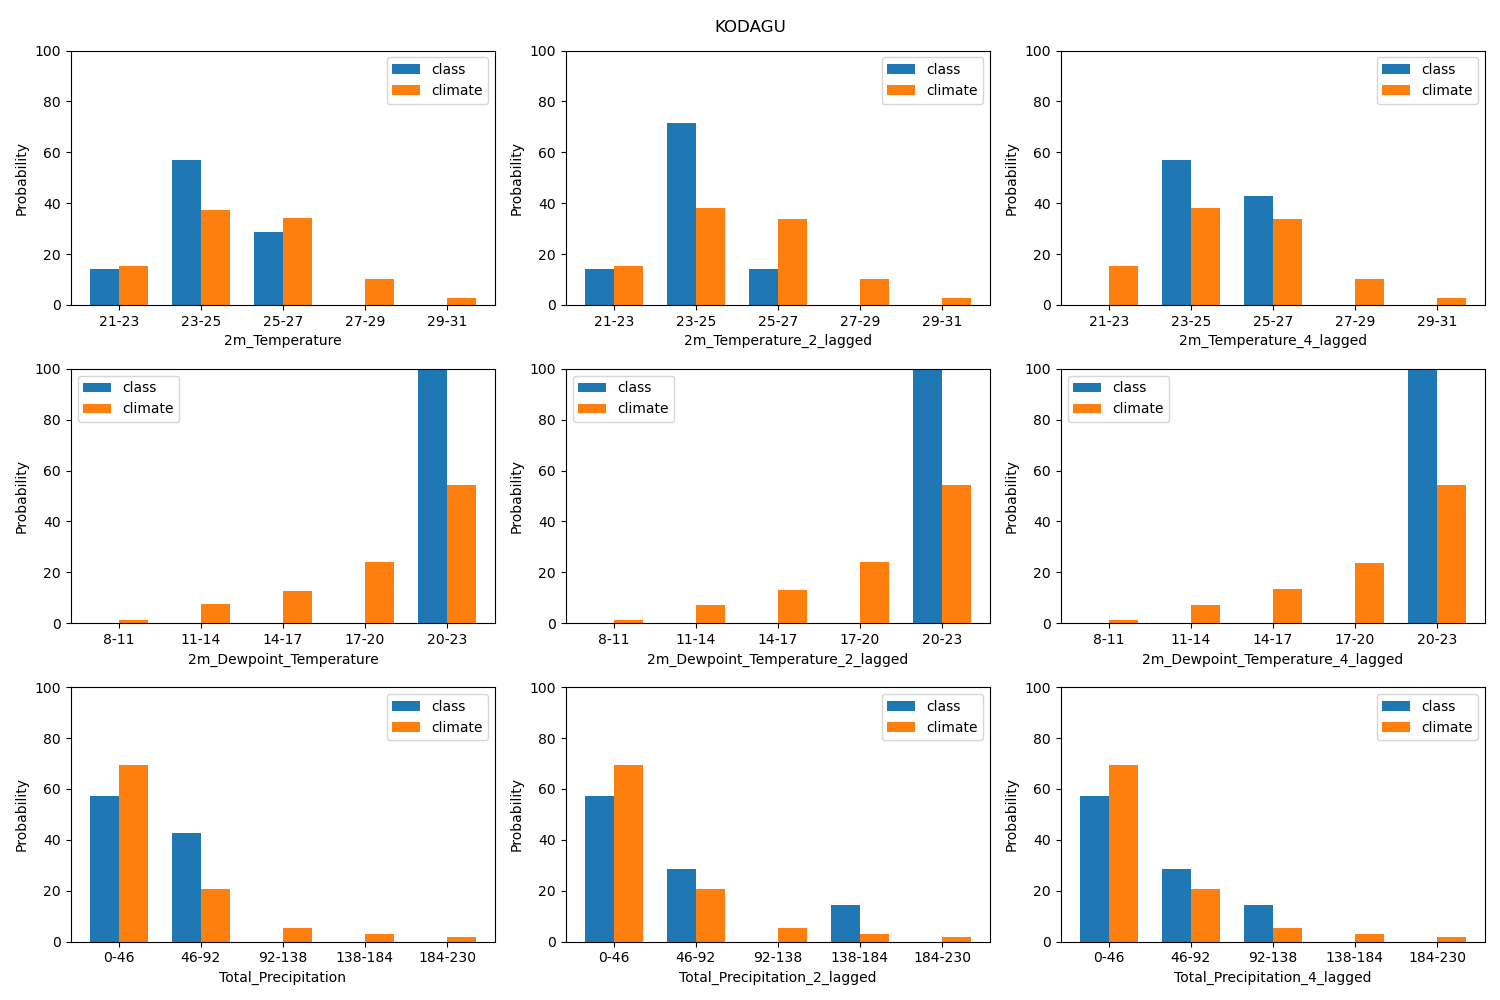 KODAGU
100
80
60
40
20
0
Probability
class
climate
21-23 23-25 25-27 27-29 29-31
2m_Temperature
100
80
60
40
20
0
Probability
class
climate
21-23 23-25 25-27 27-29 29-31
2m_Temperature_2_lagged
100
80
60
40
20
0
Probability
class
climate
21-23 23-25 25-27 27-29 29-31
2m_Temperature_4_lagged
100
80
60
40
20
0
Probability
class
climate
8-11 11-14 14-17 17-20 20-23
2m_Dewpoint_Temperature
100
80
60
40
20
0
Probability
class
climate
8-11 11-14 14-17 17-20 20-23
2m_Dewpoint_Temperature_2_lagged
100
80
60
40
20
0
Probability
class
climate
8-11 11-14 14-17 17-20 20-23
2m_Dewpoint_Temperature_4_lagged
100
80
60
40
20
0
Probability
class
climate
0-46 46-92 92-138 138-184 184-230
Total_Precipitation
100
80
60
40
20
0
Probability
class
climate
0-46 46-92 92-138 138-184 184-230
Total_Precipitation_2_lagged
100
80
60
40
20
0
Probability
class
climate
0-46 46-92 92-138 138-184 184-230
Total_Precipitation_4_lagged